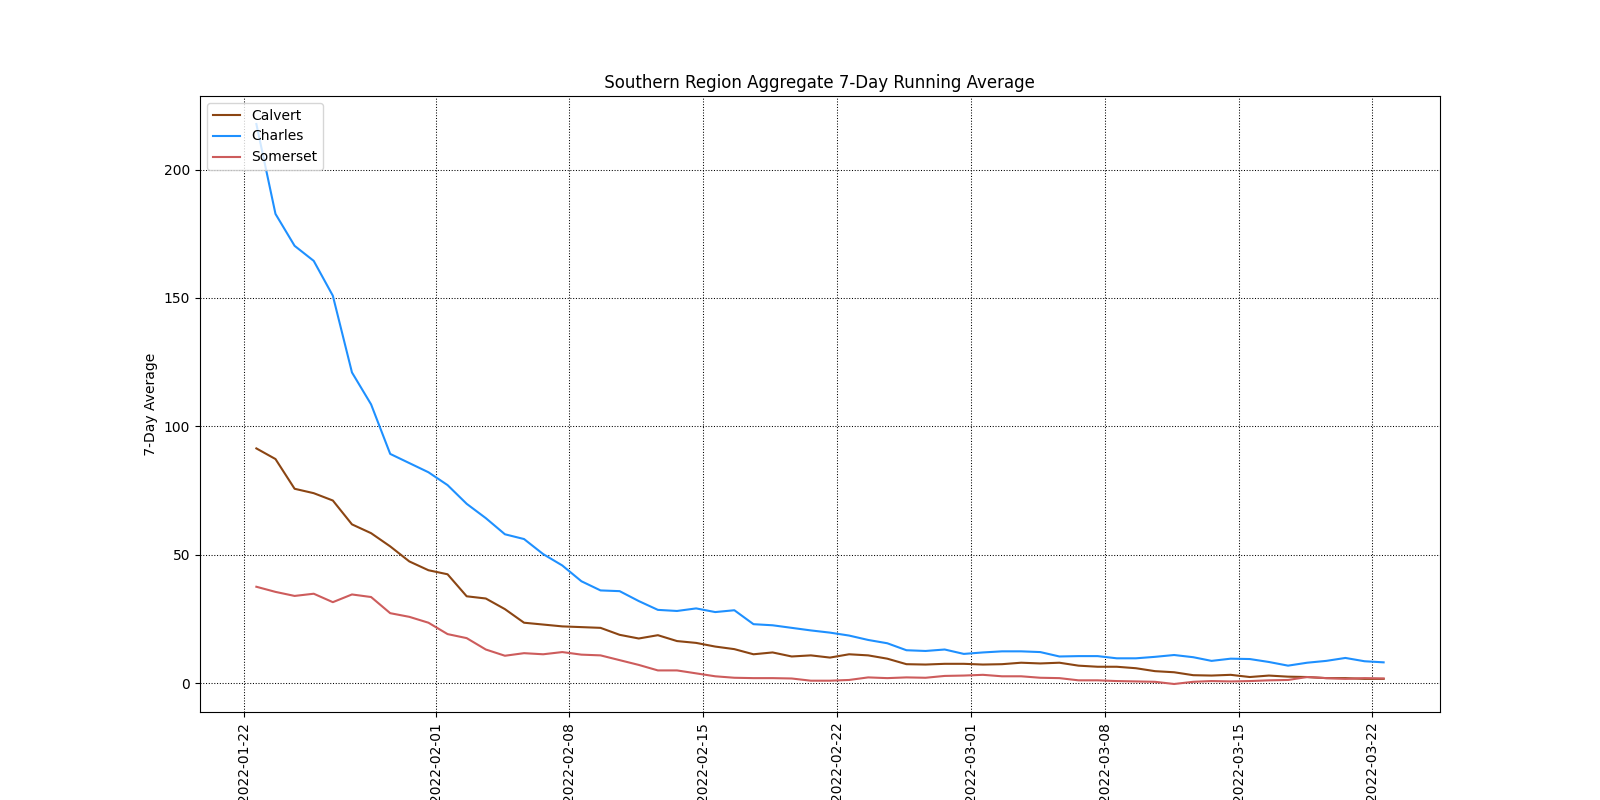 Southern Region Aggregate 7-Day Running Average
Calvert
Charles
Somerset
7-Day Average
200
150
100
50
0
2022-01-22
2022-02-01
2022-02-08
2022-02-15
2022-02-22
2022-03-01
2022-03-08
2022-03-15
2022-03-22